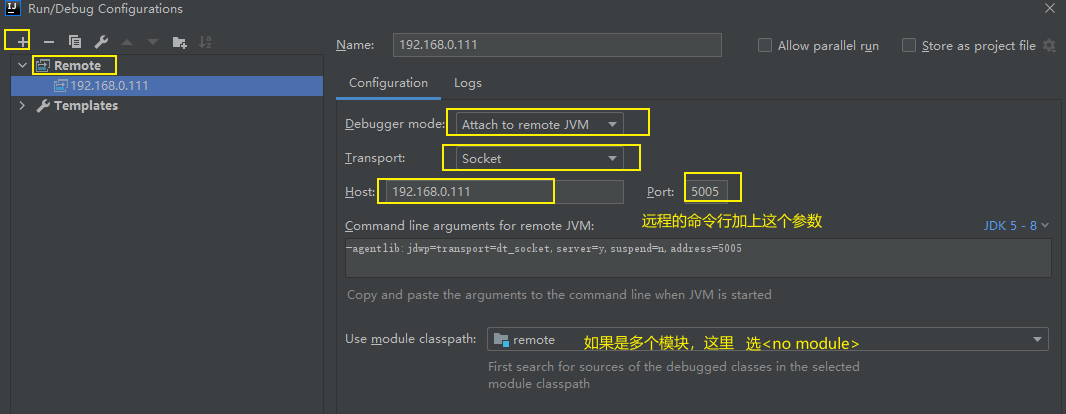 Run/Debug Configurations
Remote
192.168.0.111
Templates
Name: 192.168.0.111 Allow parallel run Store as project file
Configuration Logs
Debugger mode: Attach to remote JVM
Transport: Socket
Host: 192.168.0.111 Port: 5005
远程的命令行加上这个参数
Command line arguments for remote JVM: JDK 5 - 8
-agentlib:jdwp=transport=dt_socket,server=y,suspend=n,address=5005
Copy and paste the arguments to the command line when JVM is started
Use module classpath: remote 如果是多个模块，这里 选<no module>
First search for sources of the debugged classes in the selected
module classpath